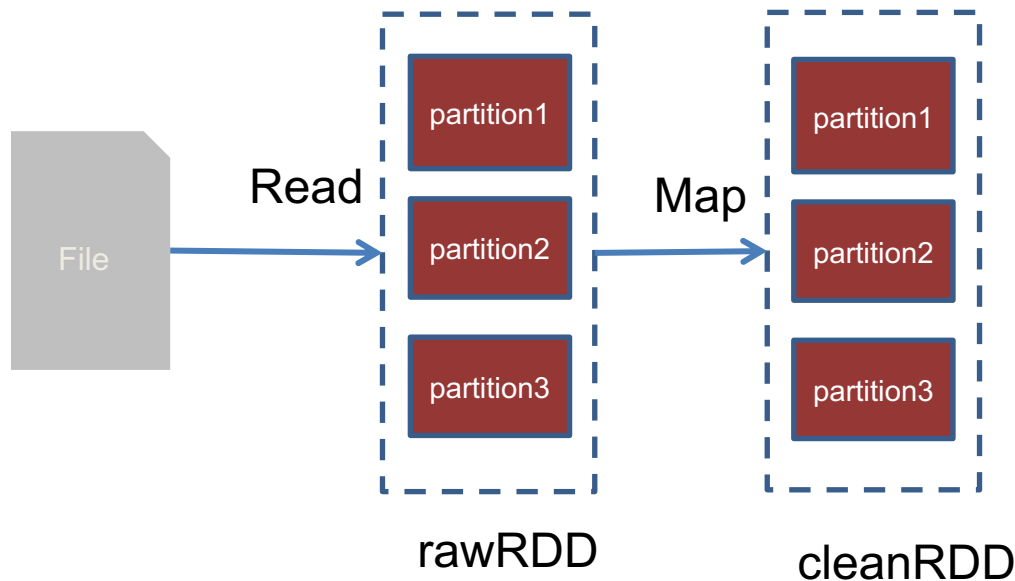 File
Read
partition1
partition2
partition3
rawRDD
Map
partition1
partition2
partition3
cleanRDD